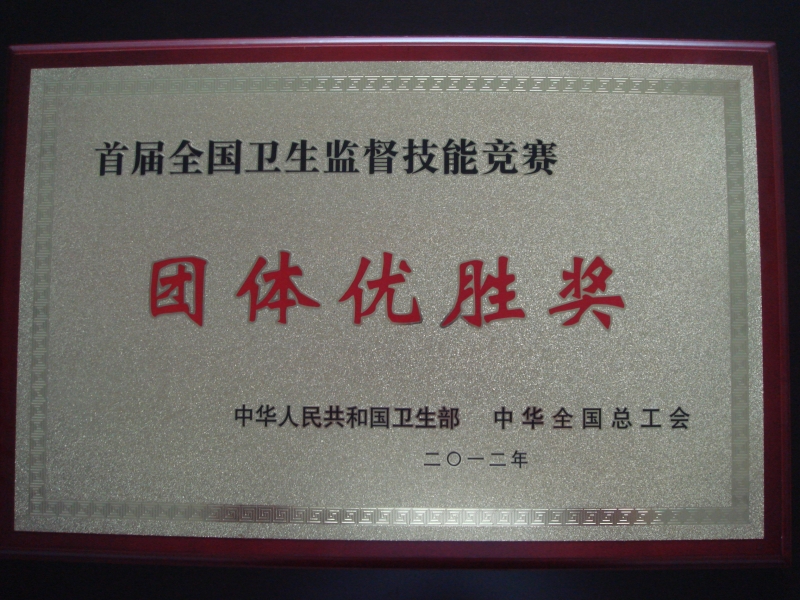 首届全国卫生监督技能竞赛
团体优胜奖
中华人民共和国卫生部 中华全国总工会
二〇一二年